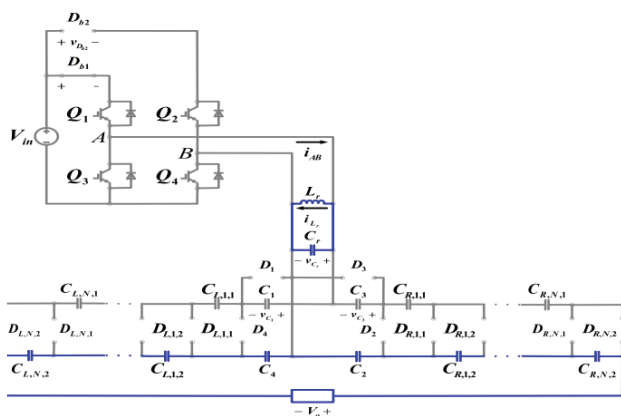 D_{b2}
+ v_{D_{b2}} −
D_{b1}
+ −
Q_1 Q_2
V_{in} A
B
i_{AB}
Q_3 Q_4
L_r
i_{L_r}
C_r
− v_{C_r} +
D_1 D_3
C_{L,N,1} C_{L,1,1} C_1 C_3 C_{R,1,1} C_{R,N,1}
− v_{C_1} + − v_{C_3} +
D_{L,N,2} D_{L,N,1} D_{L,1,2} D_{L,1,1} D_4 D_2 D_{R,1,1} D_{R,1,2} D_{R,N,1} D_{R,N,2}
C_{L,N,2} C_{L,1,2} C_4 C_2 C_{R,1,2} C_{R,N,2}
− V_o +